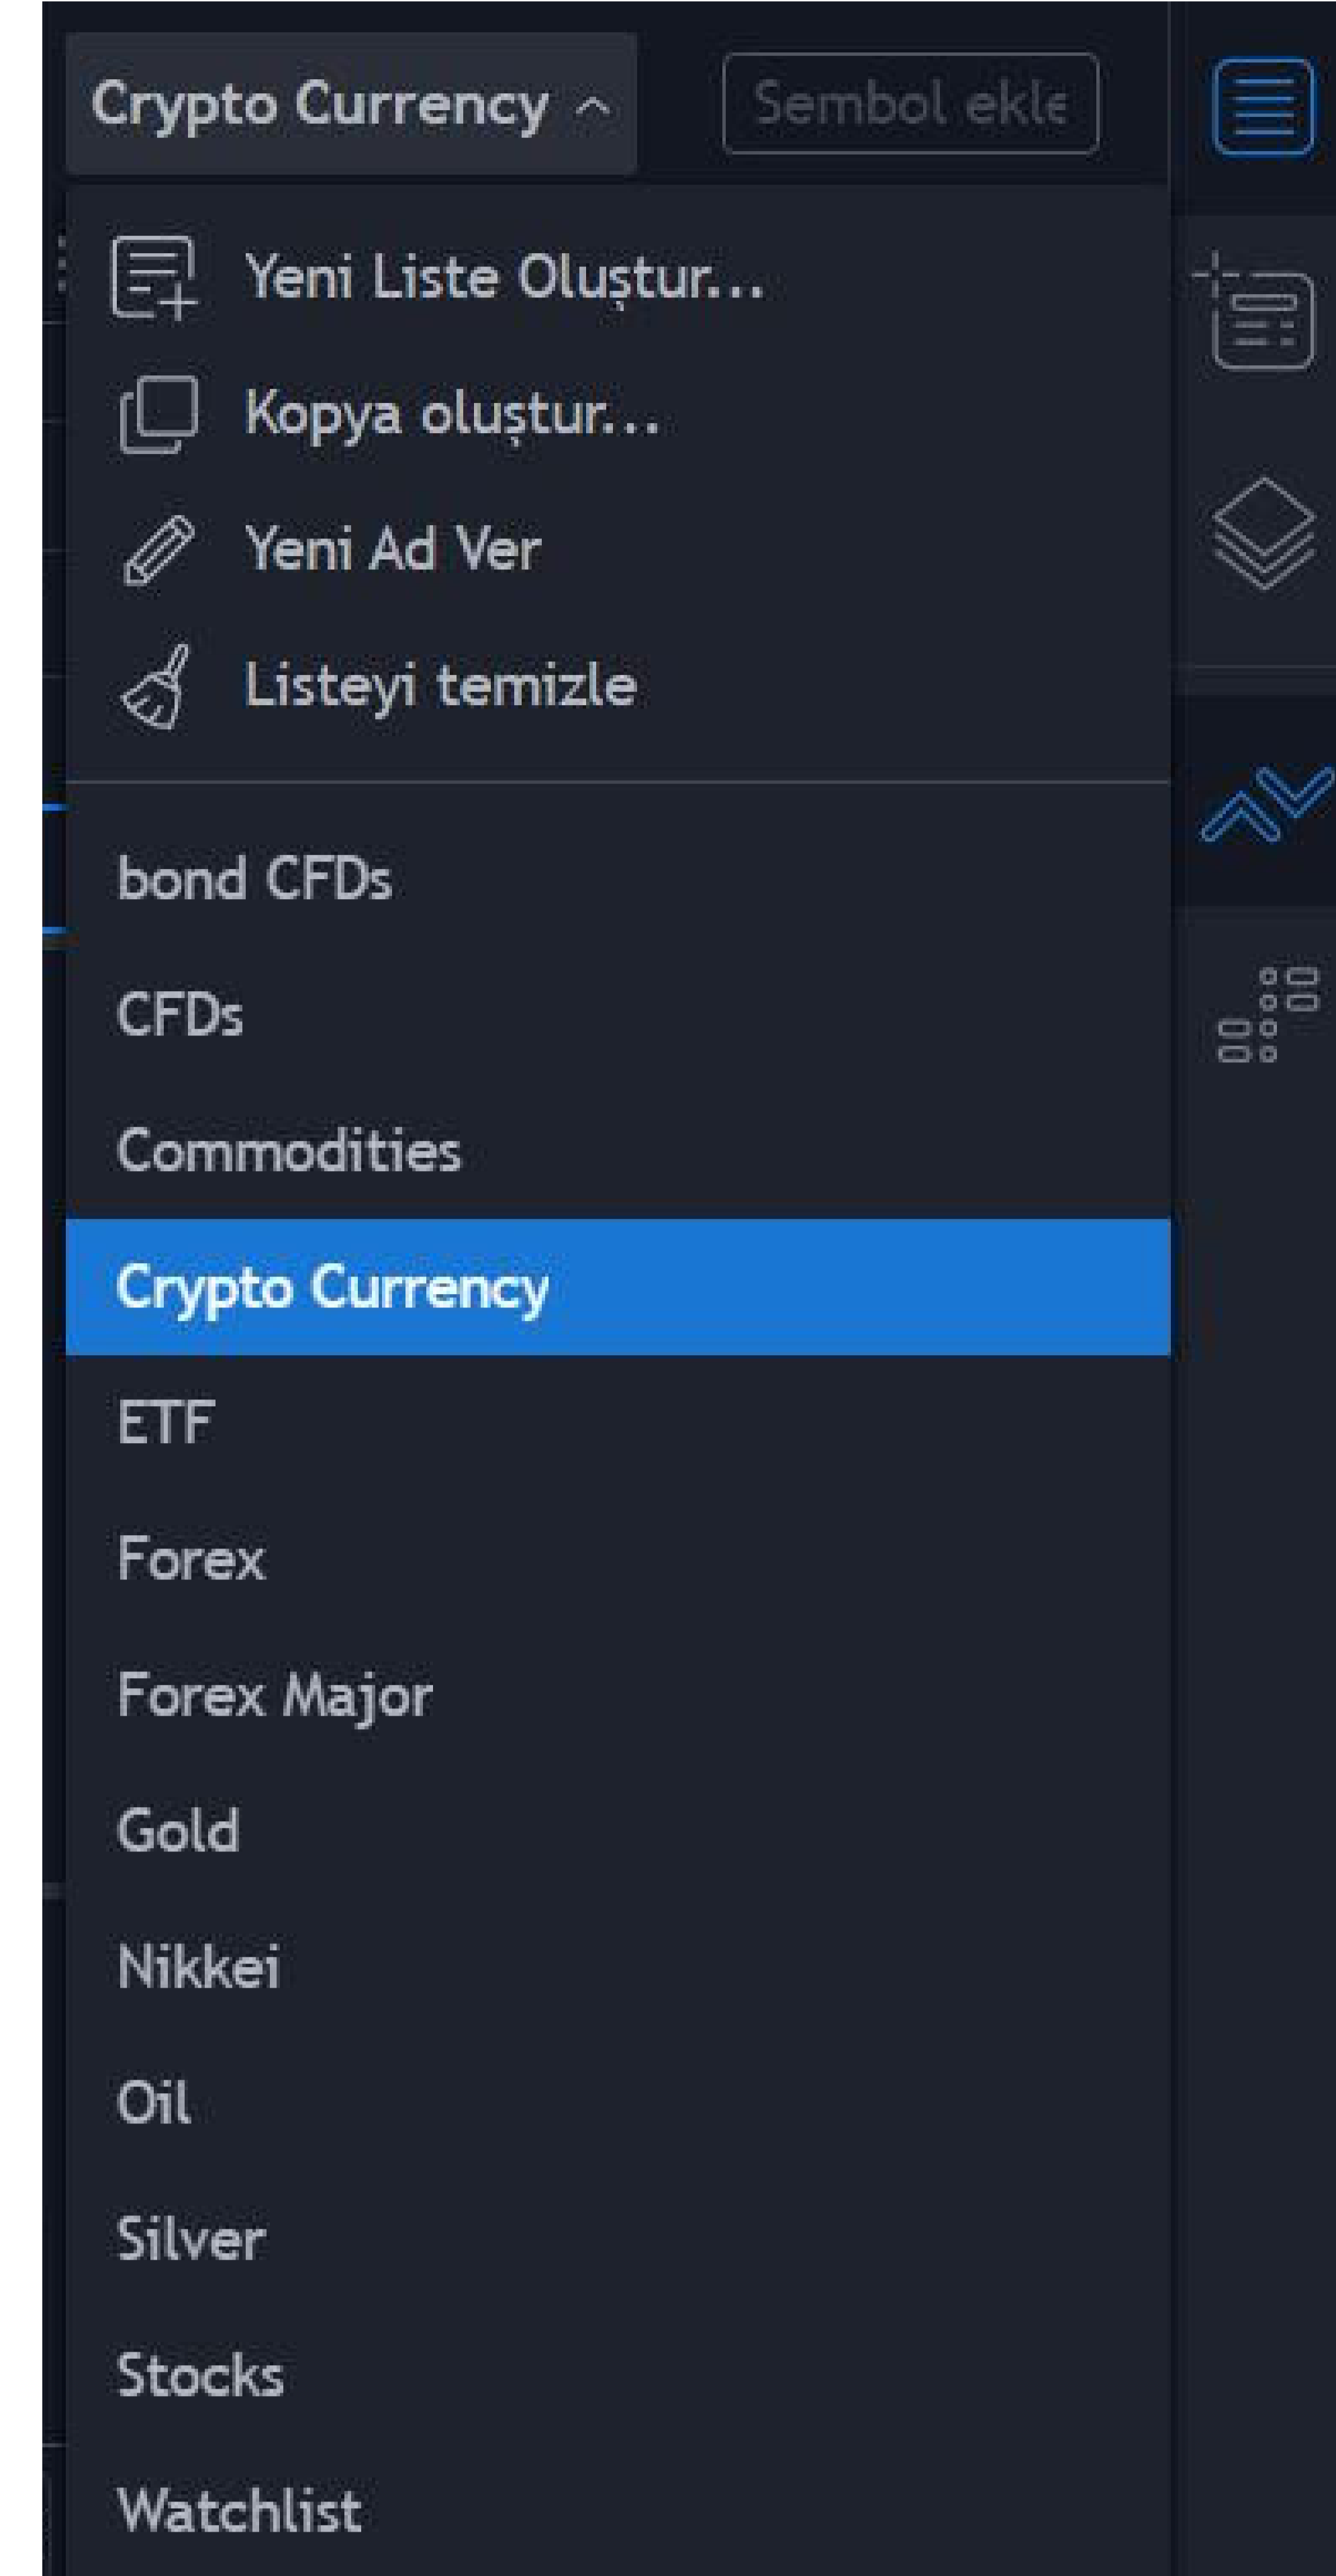 Crypto Currency
Sembol ekle
Yeni Liste Oluştur...
Kopya oluştur...
Yeni Ad Ver
Listeyi temizle
bond CFDs
CFDs
Commodities
Crypto Currency
ETF
Forex
Forex Major
Gold
Nikkei
Oil
Silver
Stocks
Watchlist